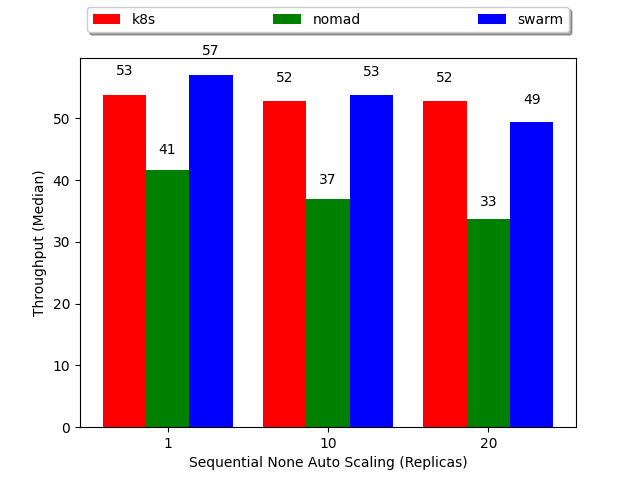 k8s nomad swarm
57
53 52 53 52
49
41
37
33
50
40
30
20
10
0
Throughput (Median)
1 10 20
Sequential None Auto Scaling (Replicas)